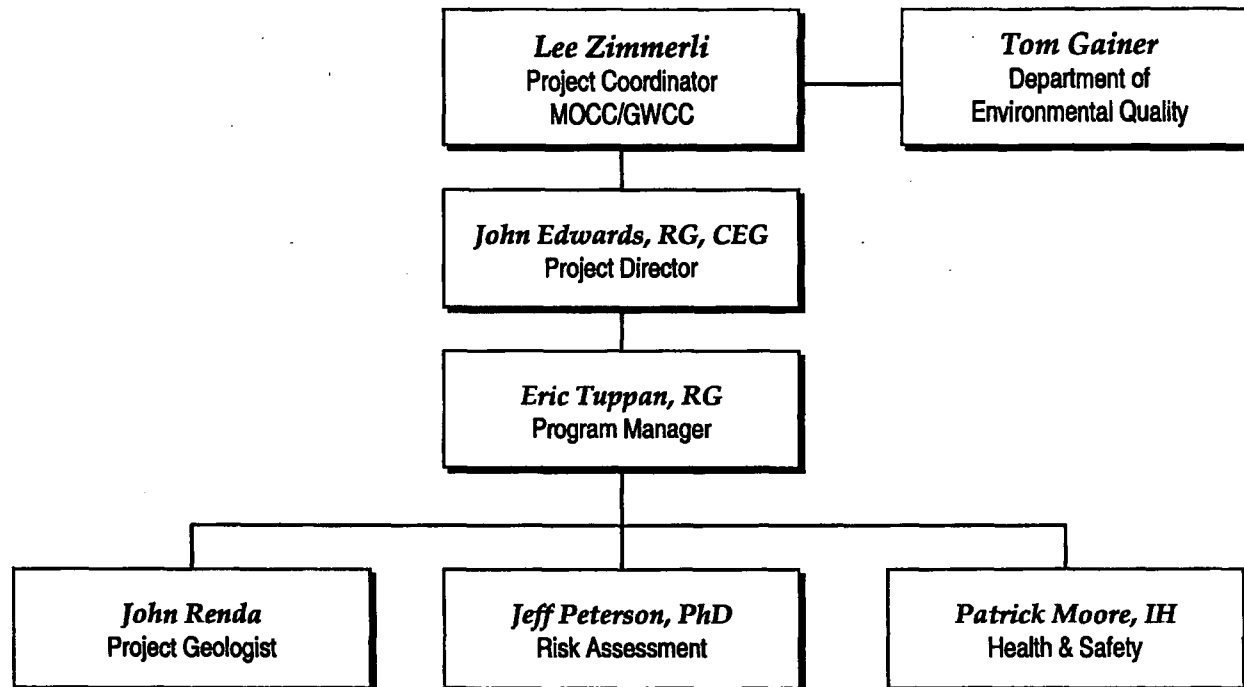 Lee Zimmerli
Project Coordinator
MOCC/GWCC
Tom Gainer
Department of
Environmental Quality
John Edwards, RG, CEG
Project Director
Eric Tuppan, RG
Program Manager
John Renda
Project Geologist
Jeff Peterson, PhD
Risk Assessment
Patrick Moore, IH
Health & Safety